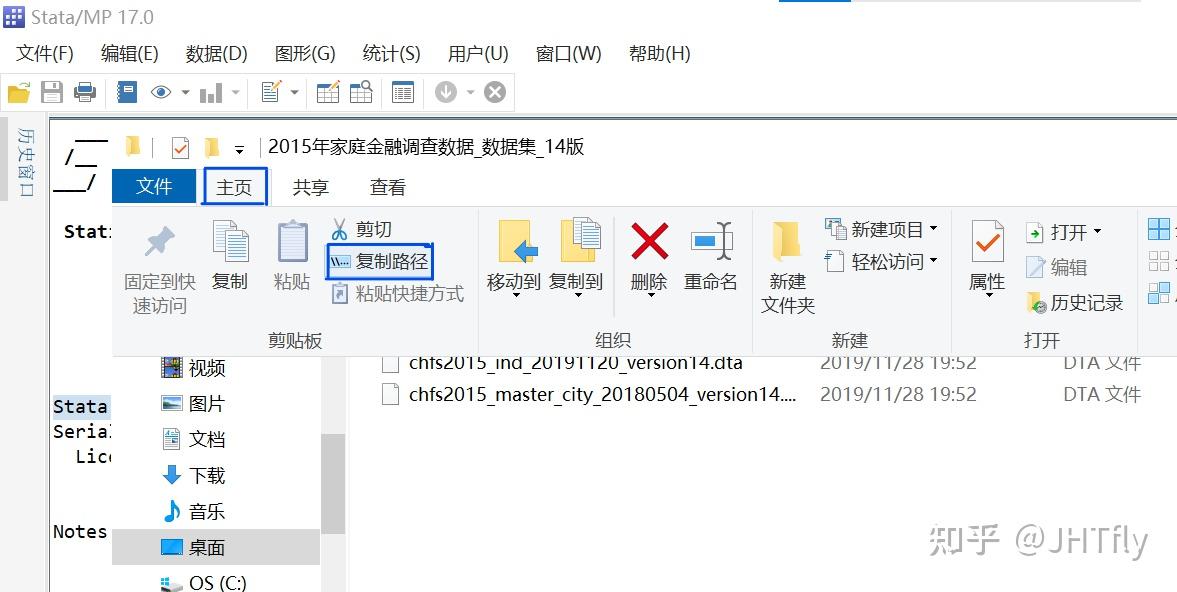 Stata/MP 17.0
文件(F) 编辑(E) 数据(D) 图形(G) 统计(S) 用户(U) 窗口(W) 帮助(H)
历史窗口
2015年家庭金融调查数据_数据集_14版
文件 主页 共享 查看
固定到快速访问
复制
粘贴
剪切
复制路径
粘贴快捷方式
剪贴板
移动到
复制到
删除
重命名
组织
新建文件夹
新建项目
轻松访问
新建
属性
打开
编辑
历史记录
打开
视频
图片
文档
下载
音乐
桌面
OS (C:)
chfs2015_ind_20191120_version14.dta 2019/11/28 19:52 DTA 文件
chfs2015_master_city_20180504_version14.... 2019/11/28 19:52 DTA 文件
Stata
Notes
知乎 @JHTfly